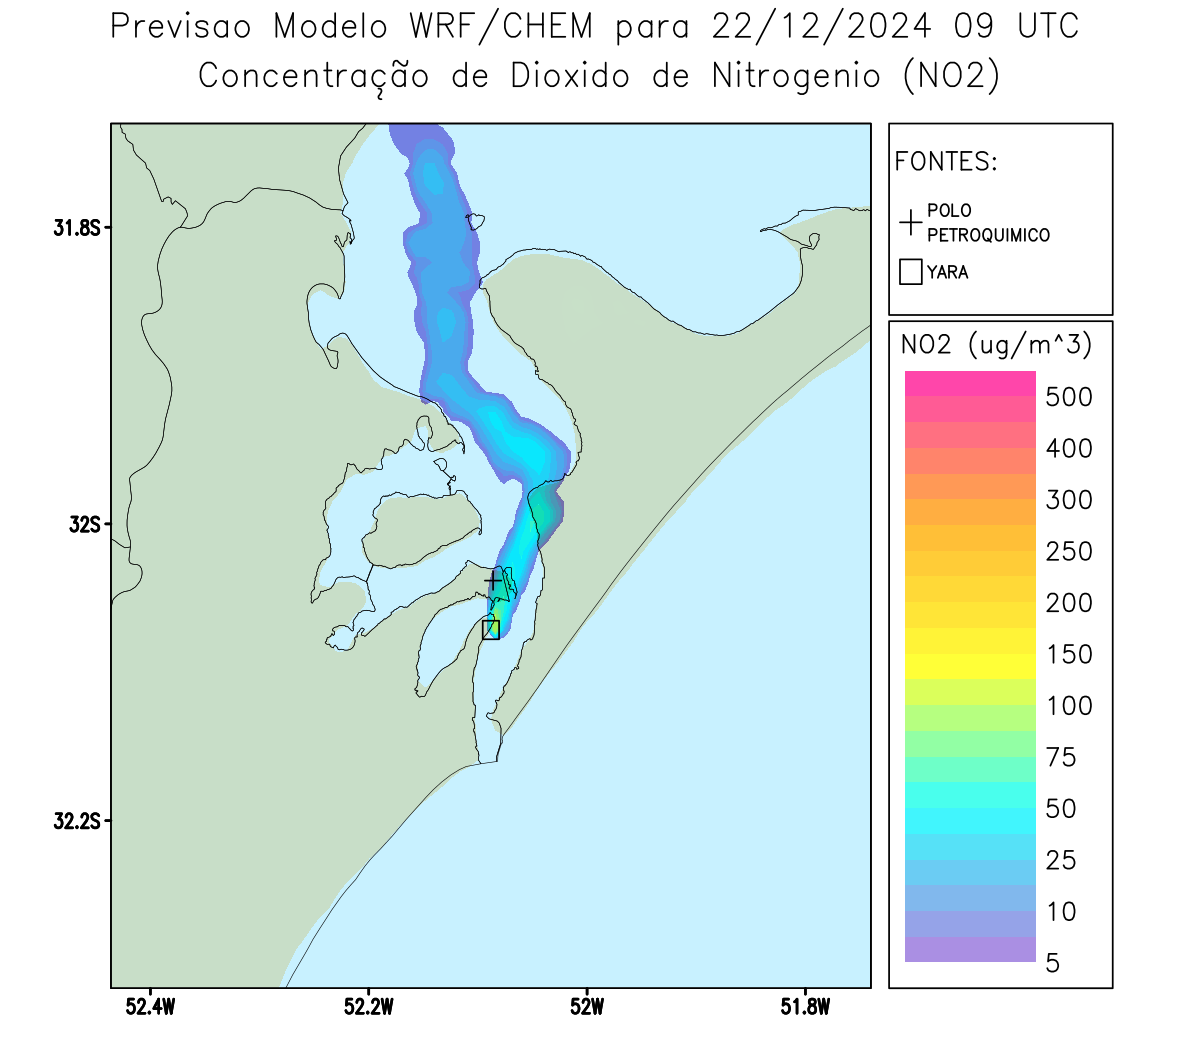 Previsao Modelo WRF/CHEM para 22/12/2024 09 UTC
Concentração de Dioxido de Nitrogenio (NO2)
FONTES:
POLO
PETROQUIMICO
YARA
NO2 (ug/m^3)
500
400
300
250
200
150
100
75
50
25
10
5
31.8S
32S
32.2S
52.4W
52.2W
52W
51.8W